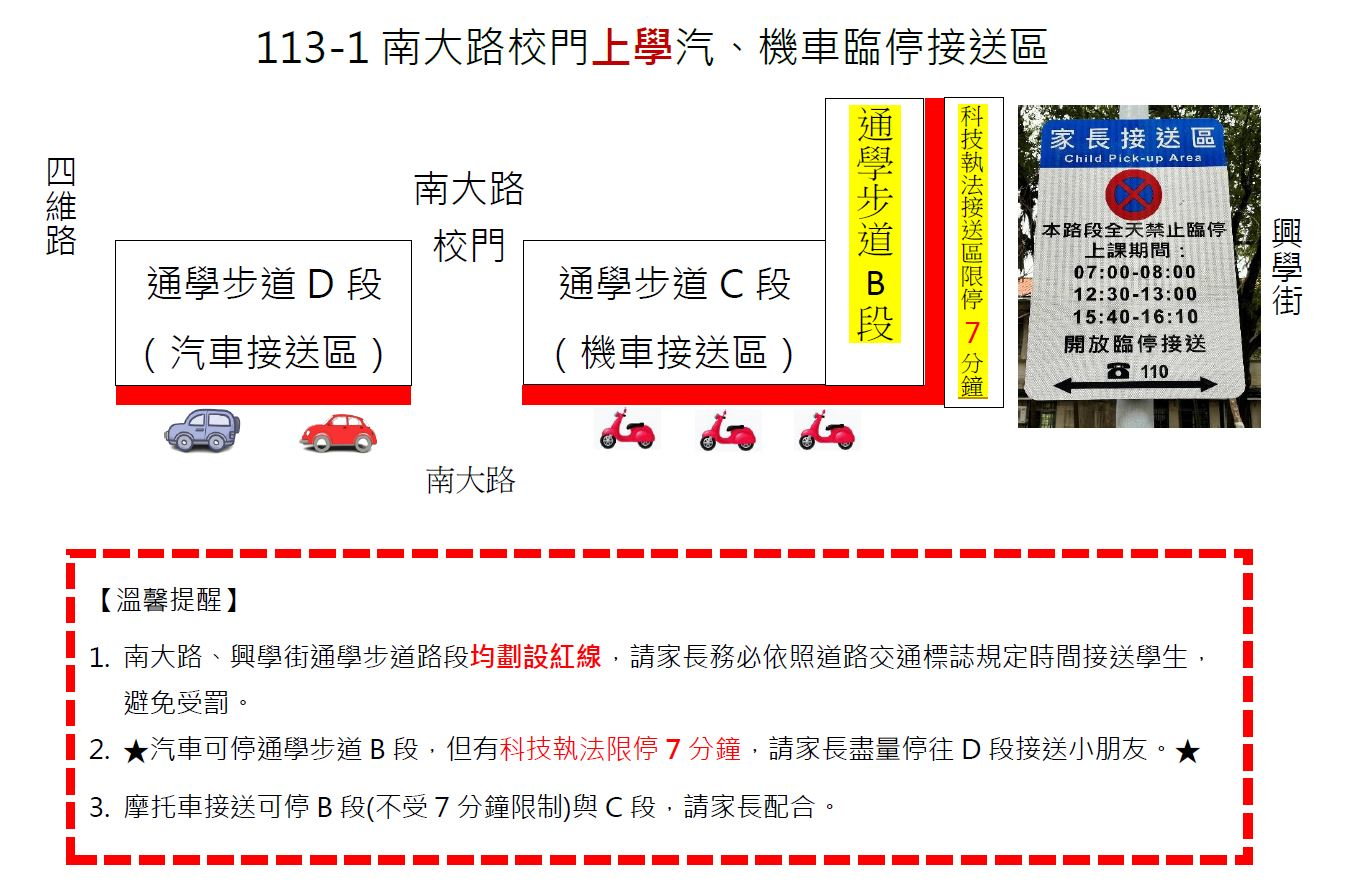 113-1 南大路校門上學汽、機車臨停接送區
四維路
南大路
校門
通學步道 D 段
（汽車接送區）
通學步道 C 段
（機車接送區）
通學步道 B 段
科技執法接送區限停 7 分鐘
家長接送區
Child Pick-up Area
本路段全天禁止臨停
上課期間：
07:00-08:00
12:30-13:00
15:40-16:10
開放臨停接送
☎ 110
興學街
南大路
【溫馨提醒】
1. 南大路、興學街通學步道路段均劃設紅線，請家長務必依照道路交通標誌規定時間接送學生，
避免受罰。
2. ★汽車可停通學步道 B 段，但有科技執法限停 7 分鐘，請家長盡量停往 D 段接送小朋友。★
3. 摩托車接送可停 B 段(不受 7 分鐘限制)與 C 段，請家長配合。